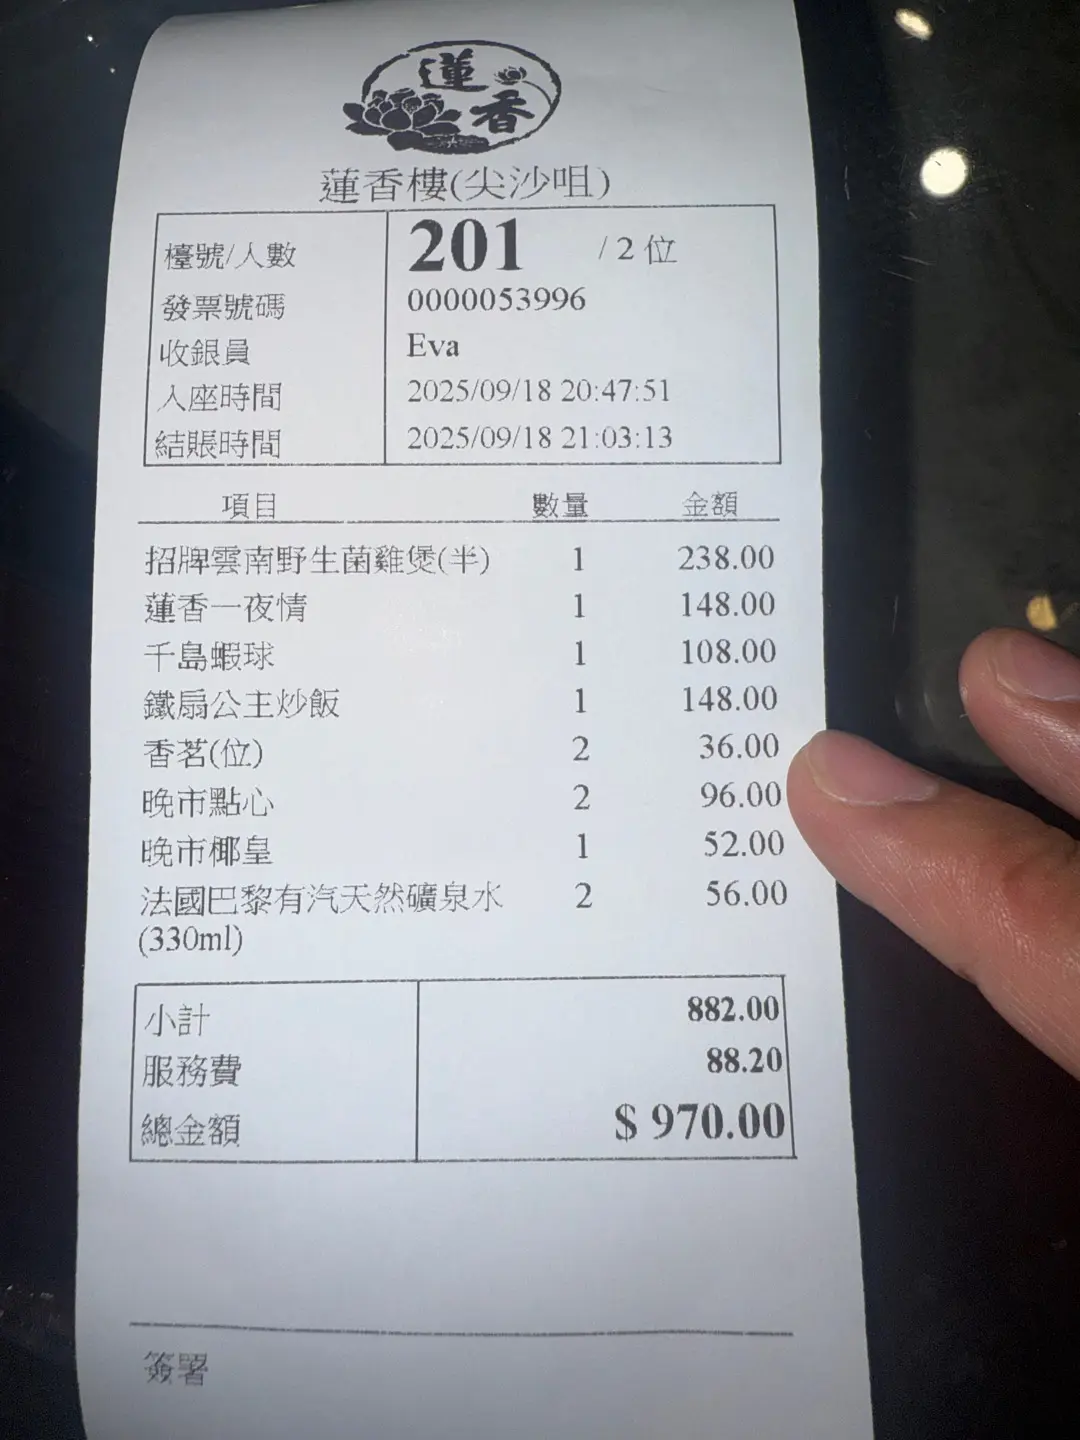 蓮香
蓮香樓(尖沙咀)
檯號/人數 201 / 2 位
發票號碼 0000053996
收銀員 Eva
入座時間 2025/09/18 20:47:51
結賬時間 2025/09/18 21:03:13
項目 數量 金額
招牌雲南野生菌雞煲(半) 1 238.00
蓮香一夜情 1 148.00
千島蝦球 1 108.00
鐵扇公主炒飯 1 148.00
香茗(位) 2 36.00
晚市點心 2 96.00
晚市椰皇 1 52.00
法國巴黎有汽天然礦泉水 2 56.00
(330ml)
小計 882.00
服務費 88.20
總金額 $ 970.00
簽署